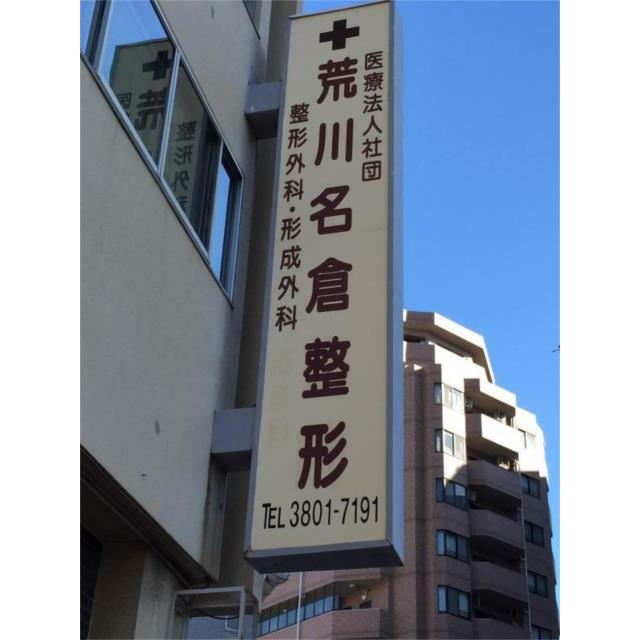 医療法人社団
荒川名倉整形
整形外科・形成外科
TEL 3801-7191